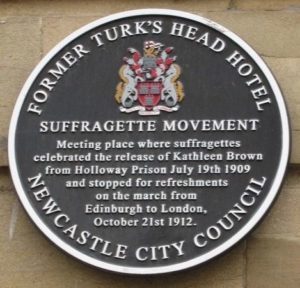 FORMER TURK'S HEAD HOTEL
SUFFRAGETTE MOVEMENT
Meeting place where suffragettes
celebrated the release of Kathleen Brown
from Holloway Prison July 19th 1909
and stopped for refreshments
on the march from
Edinburgh to London,
October 21st 1912.
NEWCASTLE CITY COUNCIL